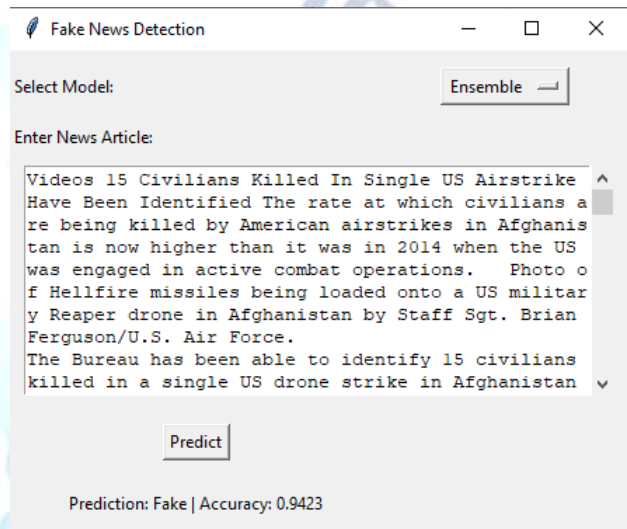 Fake News Detection
Select Model:
Ensemble
Enter News Article:
Videos 15 Civilians Killed In Single US Airstrike
Have Been Identified The rate at which civilians a
re being killed by American airstrikes in Afghanis
tan is now higher than it was in 2014 when the US
was engaged in active combat operations.   Photo o
f Hellfire missiles being loaded onto a US militar
y Reaper drone in Afghanistan by Staff Sgt. Brian
Ferguson/U.S. Air Force.
The Bureau has been able to identify 15 civilians
killed in a single US drone strike in Afghanistan
Predict
Prediction: Fake | Accuracy: 0.9423